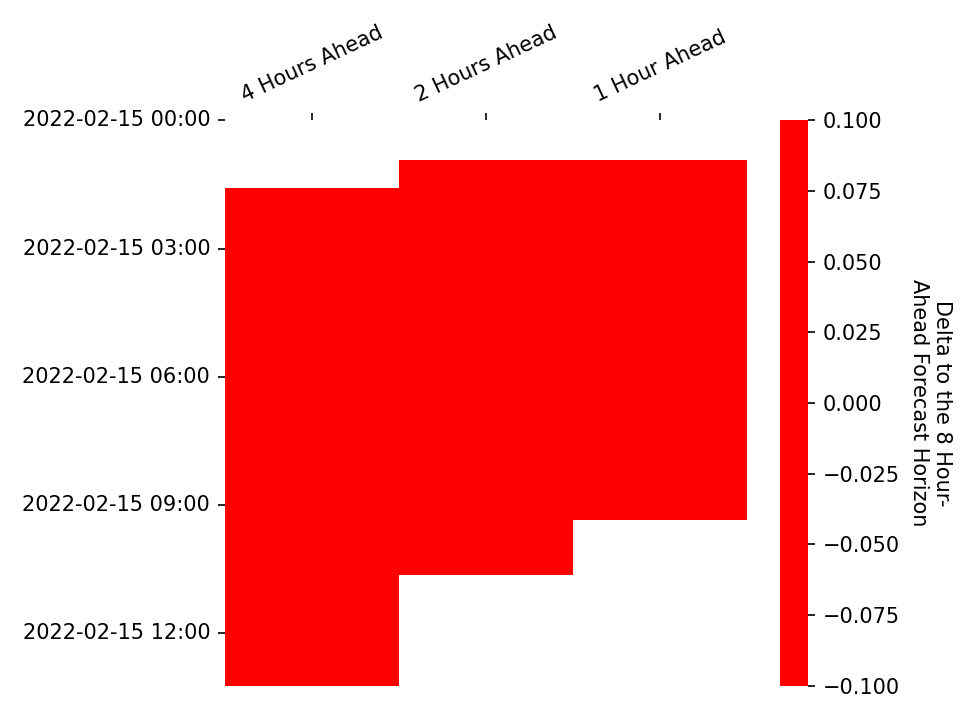 4 Hours Ahead
2 Hours Ahead
1 Hour Ahead
2022-02-15 00:00
2022-02-15 03:00
2022-02-15 06:00
2022-02-15 09:00
2022-02-15 12:00
0.100
0.075
0.050
0.025
0.000
−0.025
−0.050
−0.075
−0.100
Delta to the 8 Hour-
Ahead Forecast Horizon